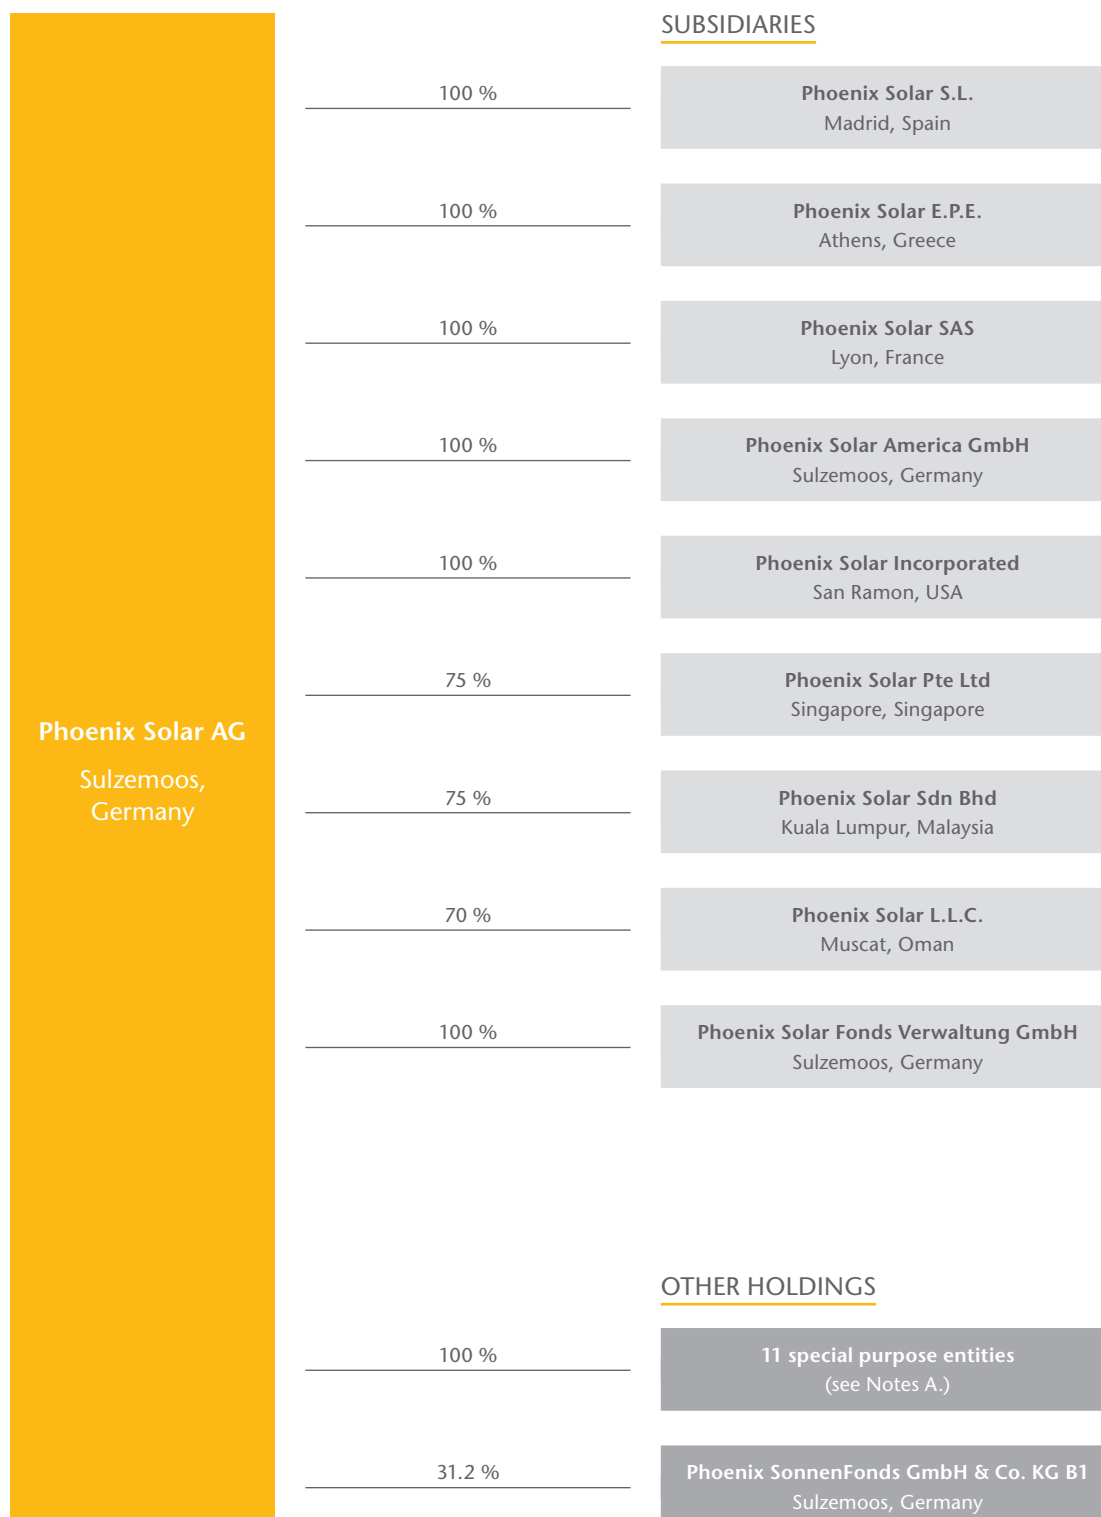 SUBSIDIARIES
100 %
Phoenix Solar S.L.
Madrid, Spain
100 %
Phoenix Solar E.P.E.
Athens, Greece
100 %
Phoenix Solar SAS
Lyon, France
100 %
Phoenix Solar America GmbH
Sulzemoos, Germany
100 %
Phoenix Solar Incorporated
San Ramon, USA
75 %
Phoenix Solar Pte Ltd
Singapore, Singapore
Phoenix Solar AG
Sulzemoos,
Germany
75 %
Phoenix Solar Sdn Bhd
Kuala Lumpur, Malaysia
70 %
Phoenix Solar L.L.C.
Muscat, Oman
100 %
Phoenix Solar Fonds Verwaltung GmbH
Sulzemoos, Germany
OTHER HOLDINGS
100 %
11 special purpose entities
(see Notes A.)
31.2 %
Phoenix SonnenFonds GmbH & Co. KG B1
Sulzemoos, Germany